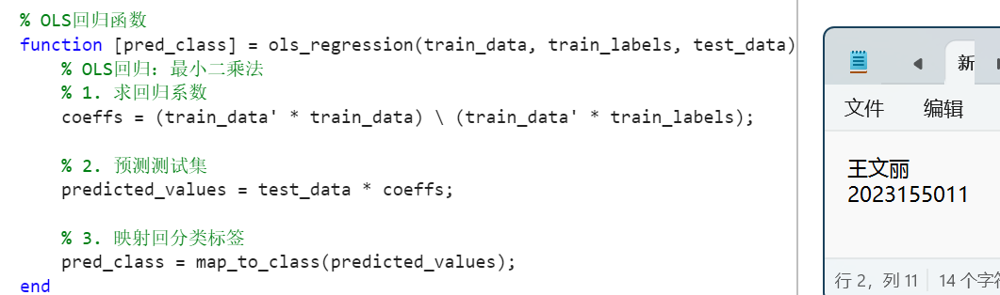 % OLS回归函数
function [pred_class] = ols_regression(train_data, train_labels, test_data)
% OLS回归：最小二乘法
% 1. 求回归系数
coeffs = (train_data' * train_data) \ (train_data' * train_labels);
% 2. 预测测试集
predicted_values = test_data * coeffs;
% 3. 映射回分类标签
pred_class = map_to_class(predicted_values);
end
新
文件 编辑
王文丽
2023155011
行 2，列 11 14 个字符